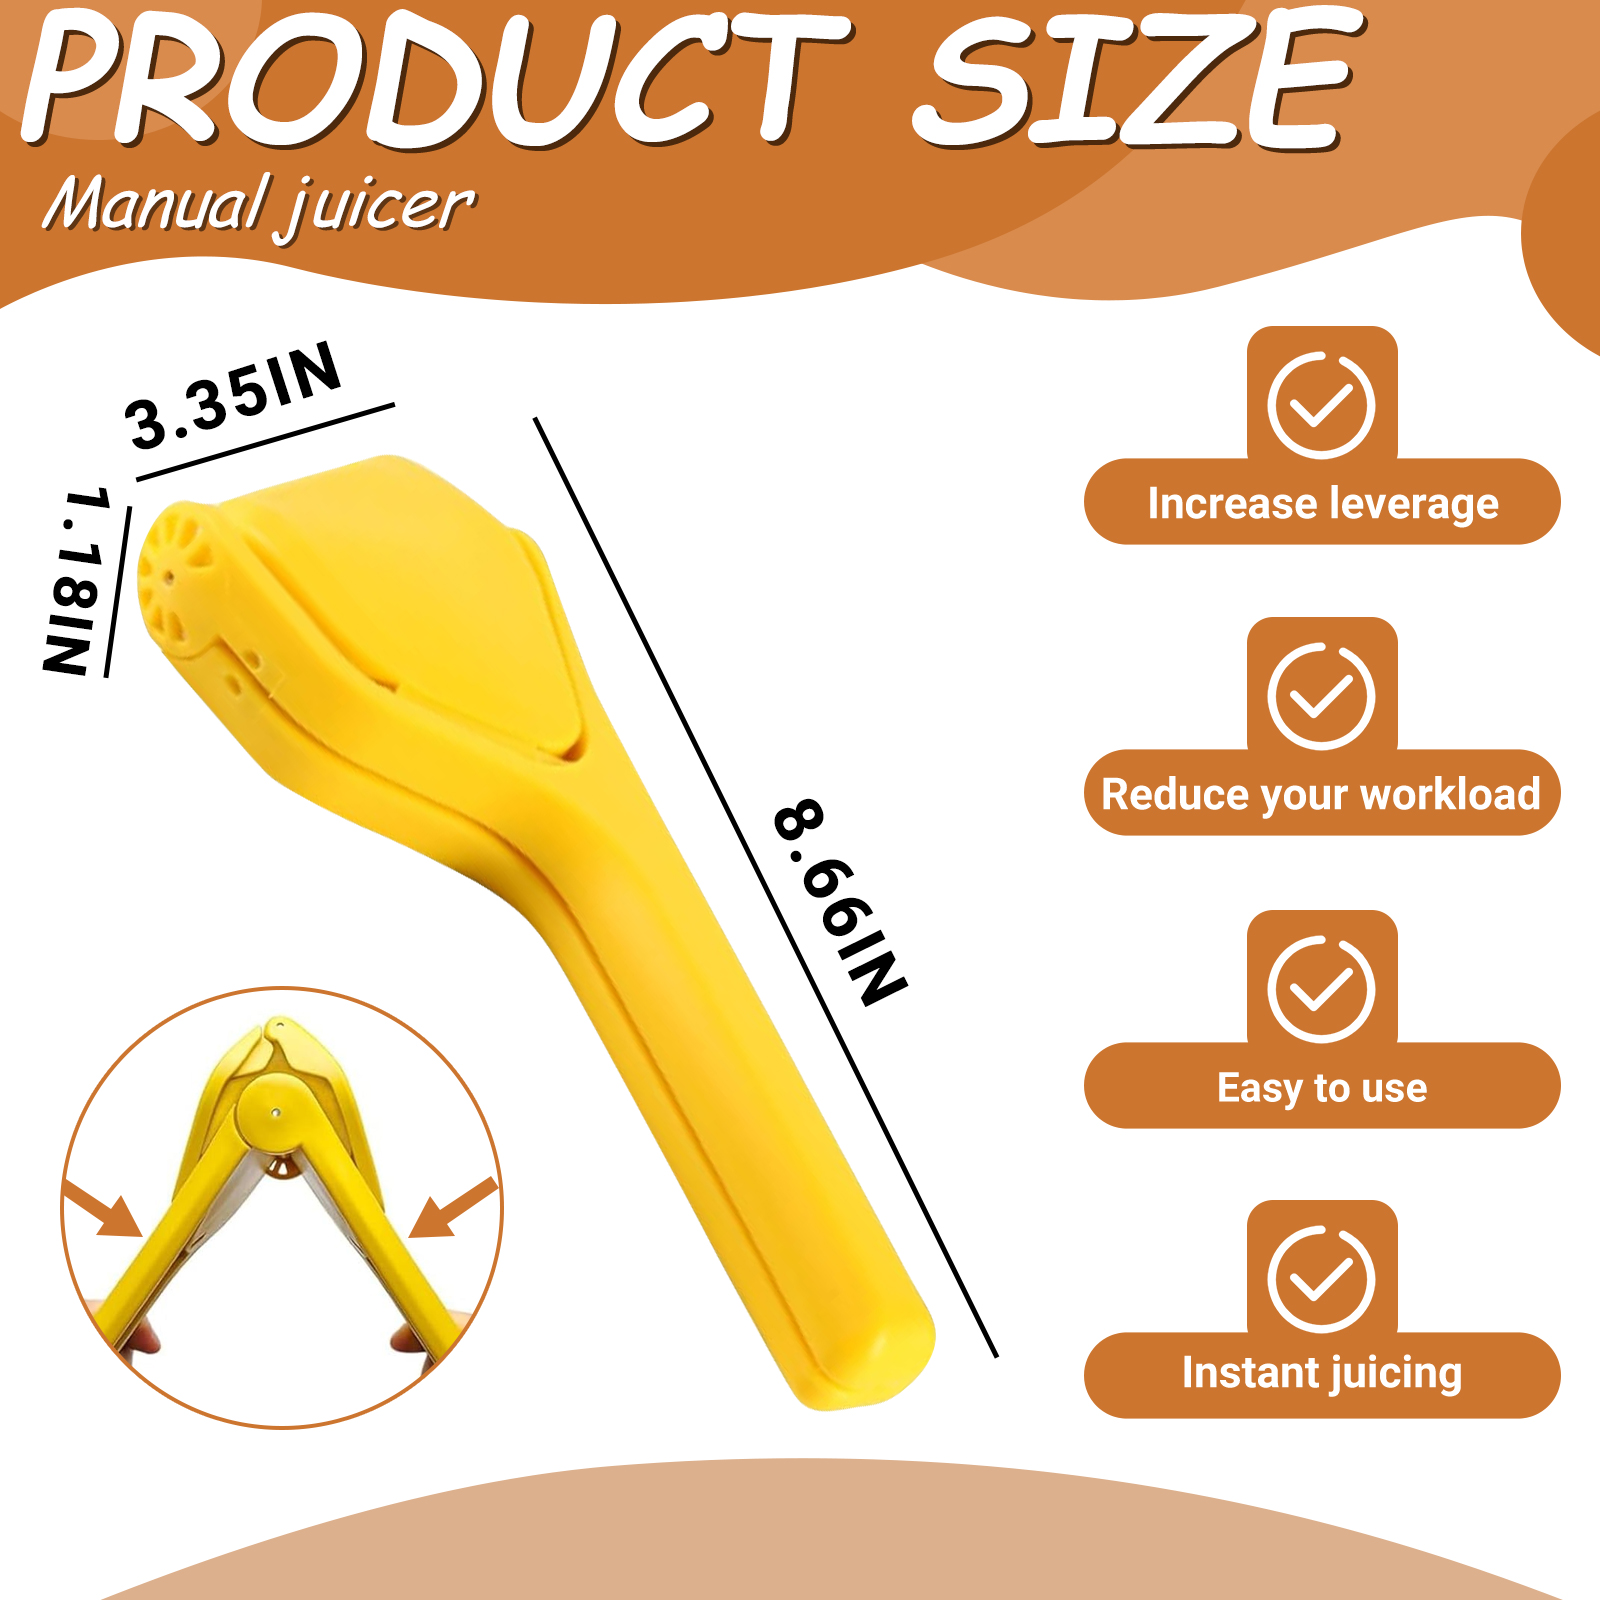 PRODUCT SIZE
Manual juicer
3.35IN
1.18IN
8.66IN
Increase leverage
Reduce your workload
Easy to use
Instant juicing